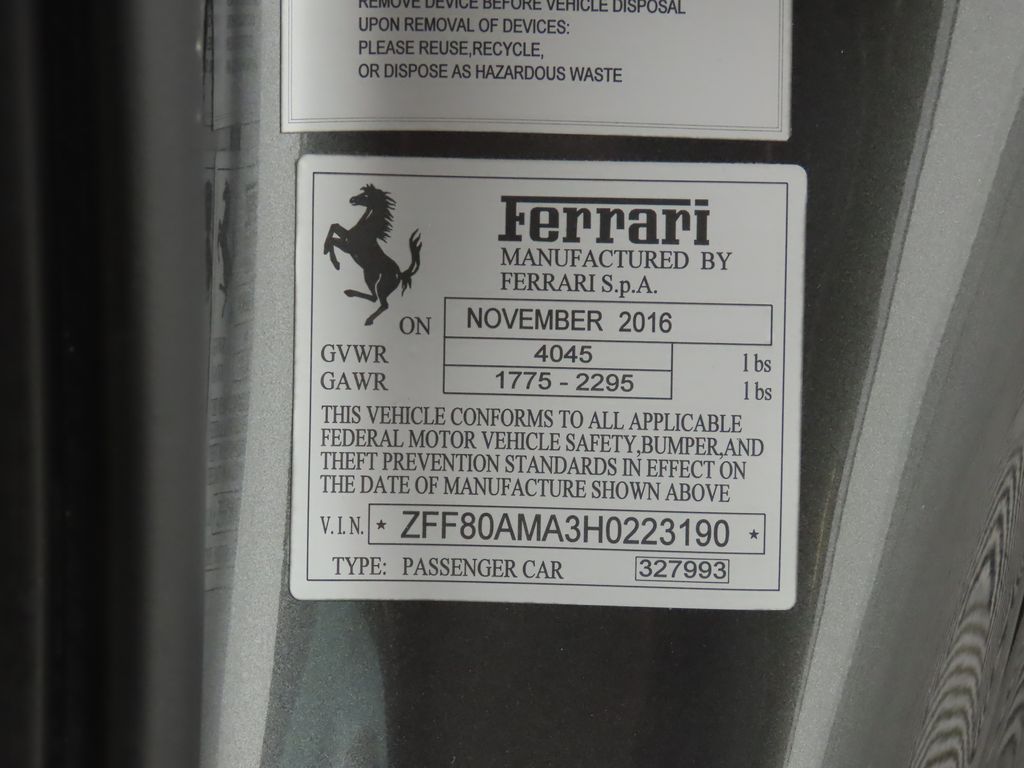 REMOVE DEVICE BEFORE VEHICLE DISPOSAL
UPON REMOVAL OF DEVICES:
PLEASE REUSE,RECYCLE,
OR DISPOSE AS HAZARDOUS WASTE
Ferrari
MANUFACTURED BY
FERRARI S.p.A.
ON NOVEMBER 2016
GVWR 4045 lbs
GAWR 1775 - 2295 lbs
THIS VEHICLE CONFORMS TO ALL APPLICABLE
FEDERAL MOTOR VEHICLE SAFETY,BUMPER,AND
THEFT PREVENTION STANDARDS IN EFFECT ON
THE DATE OF MANUFACTURE SHOWN ABOVE
V.I.N. ★ ZFF80AMA3H0223190 ★
TYPE: PASSENGER CAR 327993